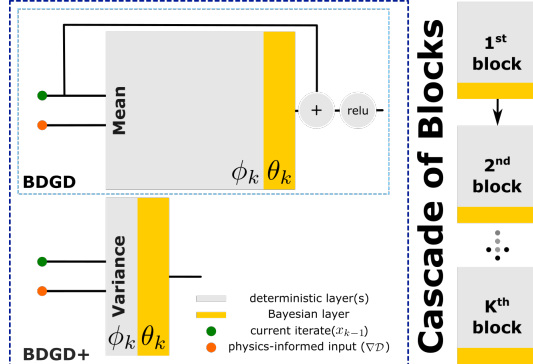 Mean
ϕk θk
+
relu
BDGD
Variance
ϕk θk
BDGD+
deterministic layer(s)
Bayesian layer
current iterate(xk−1)
physics-informed input (∇D)
Cascade of Blocks
1st
block
2nd
block
Kth
block